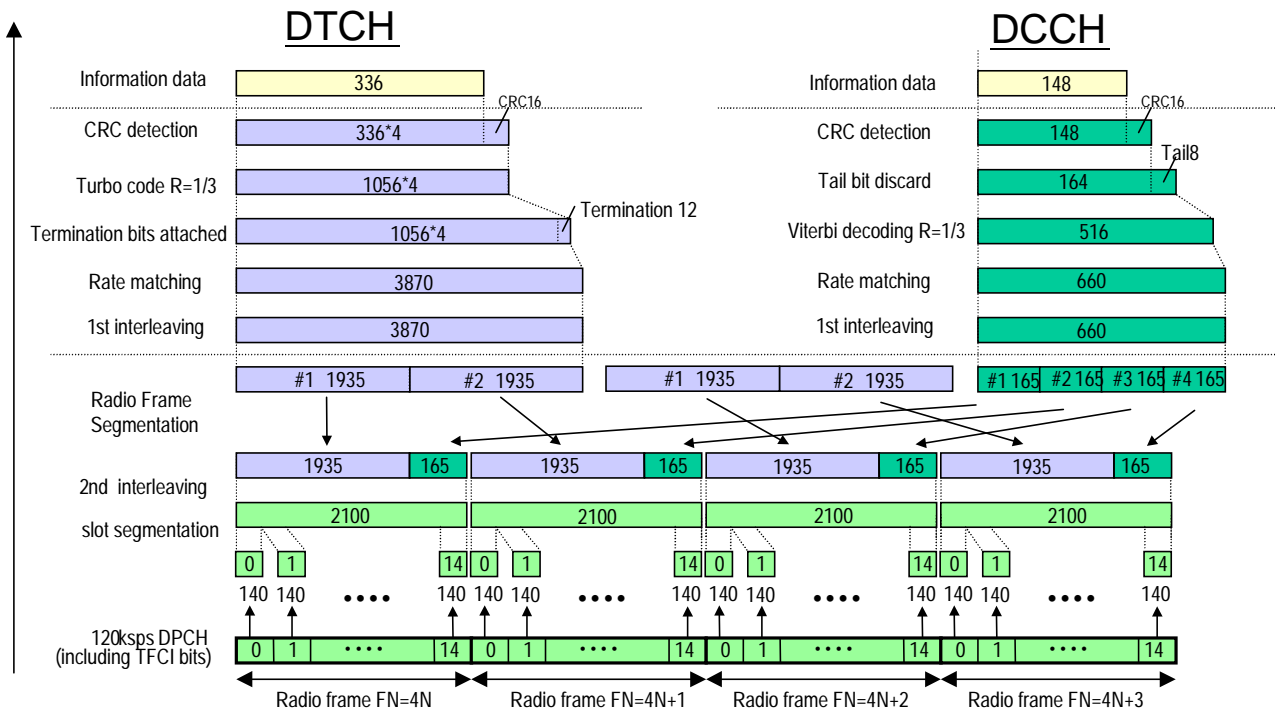 DTCH DCCH
Information data 336 Information data 148
CRC16 CRC16
CRC detection 336*4 CRC detection 148
Tail8
Turbo code R=1/3 1056*4 Tail bit discard 164
Termination 12
Termination bits attached 1056*4 Viterbi decoding R=1/3 516
Rate matching 3870 Rate matching 660
1st interleaving 3870 1st interleaving 660
#1 1935 #2 1935 #1 1935 #2 1935 #1 165 #2 165 #3 165 #4 165
Radio Frame
Segmentation
1935 165 1935 165 1935 165 1935 165
2nd interleaving
2100 2100 2100 2100
slot segmentation
0 1 14 0 1 14 0 1 14 0 1 14
140 140 •••• 140 140 140 •••• 140 140 140 •••• 140 140 140 •••• 140
120ksps DPCH
(including TFCI bits)
0 1 •••• 14 0 1 •••• 14 0 1 •••• 14 0 1 •••• 14
Radio frame FN=4N Radio frame FN=4N+1 Radio frame FN=4N+2 Radio frame FN=4N+3